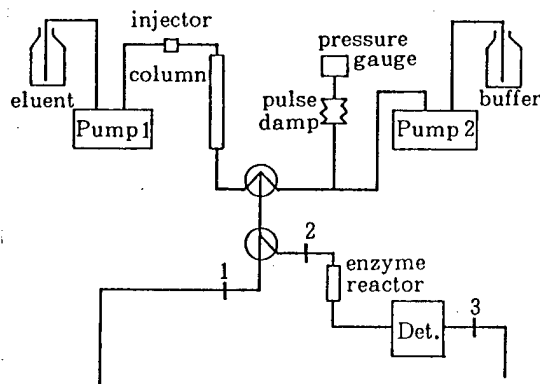 injector
pressure
gauge
column
eluent
pulse
damp
buffer
Pump 1
Pump 2
2
1
enzyme
reactor
3
Det.